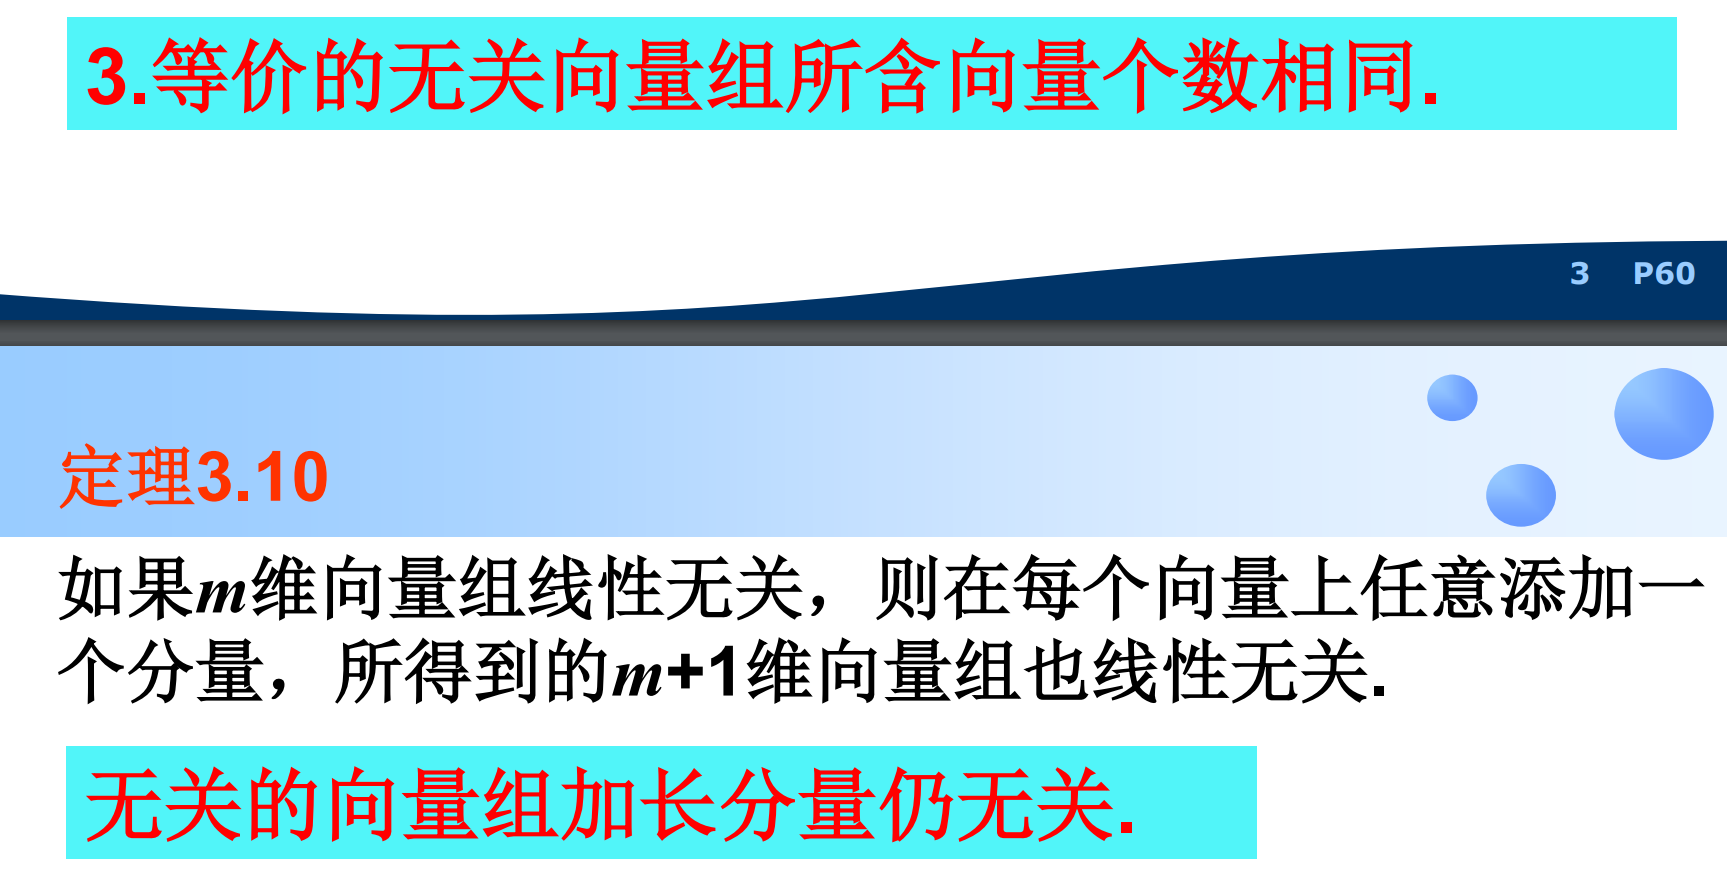 3.等价的无关向量组所含向量个数相同.
3 P60
定理3.10
如果m维向量组线性无关，则在每个向量上任意添加一
个分量，所得到的m+1维向量组也线性无关.
无关的向量组加长分量仍无关.